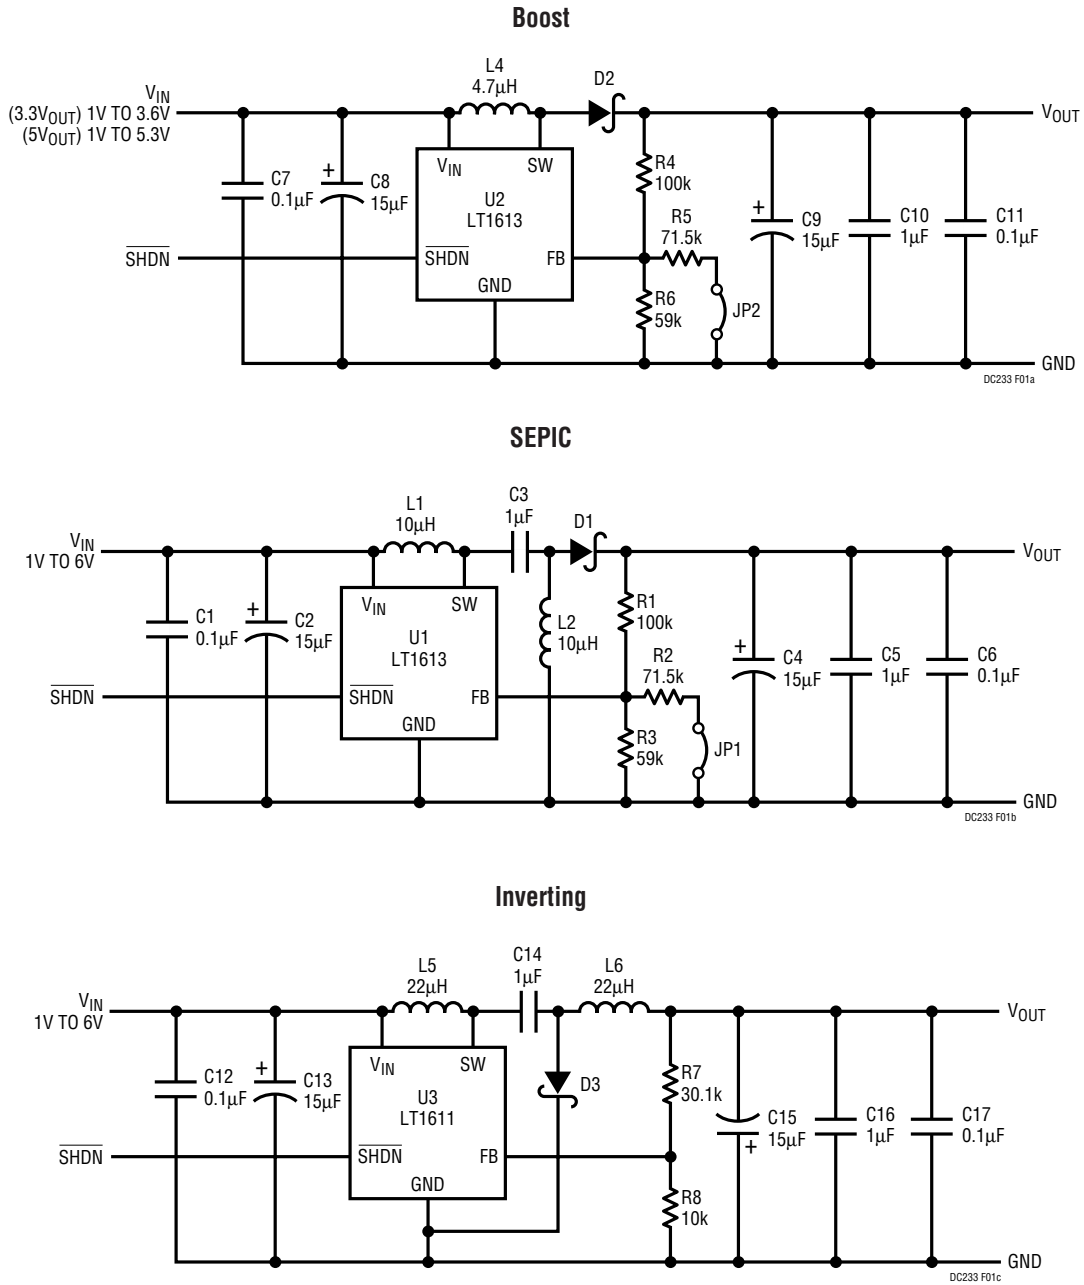 Boost
L4
4.7µH
D2
VIN
(3.3VOUT) 1V TO 3.6V
(5VOUT) 1V TO 5.3V
VOUT
VIN
SW
R4
100k
C7
0.1µF
+
C8
15µF
U2
LT1613
R5
71.5k
+
C9
15µF
C10
1µF
C11
0.1µF
SHDN
SHDN
FB
GND
R6
59k
JP2
GND
DC233 F01a
SEPIC
L1
10µH
C3
1µF
D1
VIN
1V TO 6V
VOUT
VIN
SW
C1
0.1µF
+
C2
15µF
U1
LT1613
L2
10µH
R1
100k
R2
71.5k
+
C4
15µF
C5
1µF
C6
0.1µF
SHDN
SHDN
FB
GND
R3
59k
JP1
GND
DC233 F01b
Inverting
L5
22µH
C14
1µF
L6
22µH
VIN
1V TO 6V
VOUT
VIN
SW
C12
0.1µF
+
C13
15µF
U3
LT1611
D3
R7
30.1k
C15
15µF
+
C16
1µF
C17
0.1µF
SHDN
SHDN
FB
GND
R8
10k
GND
DC233 F01c